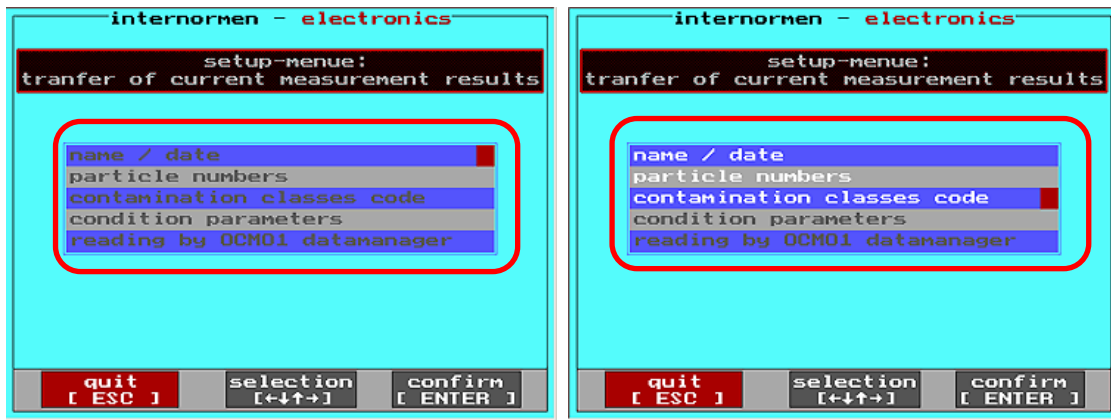 internormen - electronics
setup-menue:
tranfer of current measurement results
name / date
particle numbers
contamination classes code
condition parameters
reading by OCM01 datamanager
quit selection confirm
[ ESC ] [←↓↑→] [ ENTER ]
internormen - electronics
setup-menue:
tranfer of current measurement results
name / date
particle numbers
contamination classes code
condition parameters
reading by OCM01 datamanager
quit selection confirm
[ ESC ] [←↓↑→] [ ENTER ]